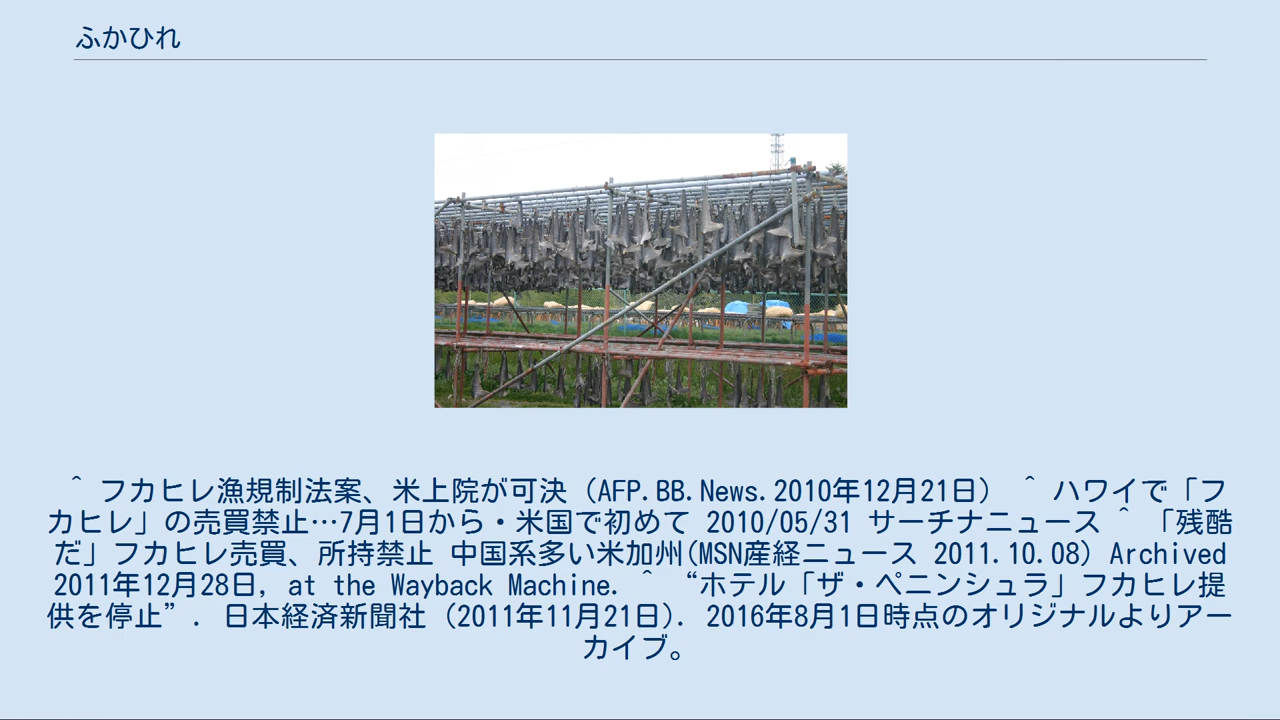 ふかひれ
^ フカヒレ漁規制法案、米上院が可決（AFP.BB.News.2010年12月21日） ^ ハワイで「フ
カヒレ」の売買禁止…7月1日から・米国で初めて 2010/05/31 サーチナニュース ^ 「残酷
だ」フカヒレ売買、所持禁止 中国系多い米加州(MSN産経ニュース 2011.10.08) Archived
2011年12月28日, at the Wayback Machine. ^ “ホテル「ザ・ペニンシュラ」フカヒレ提
供を停止”. 日本経済新聞社 (2011年11月21日). 2016年8月1日時点のオリジナルよりアー
カイブ。